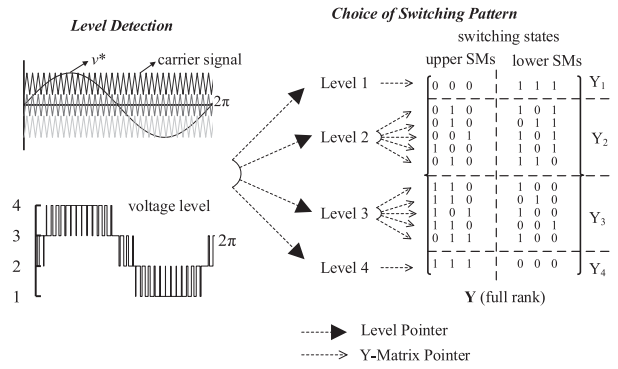 Level Detection
v*
carrier signal
2π
4
3
2
1
voltage level
2π
Choice of Switching Pattern
switching states
upper SMs lower SMs
Level 1
0 0 0 1 1 1 Y1
Level 2
0 1 0 1 0 1
0 1 0 0 1 1
0 0 1 1 0 1
1 0 0 1 0 1
0 1 0 1 1 0
Y2
Level 3
1 1 0 1 0 0
1 1 0 0 1 0
1 0 1 1 0 0
1 1 0 0 0 1
0 1 1 1 0 0
Y3
Level 4
1 1 1 0 0 0 Y4
Y (full rank)
Level Pointer
Y-Matrix Pointer